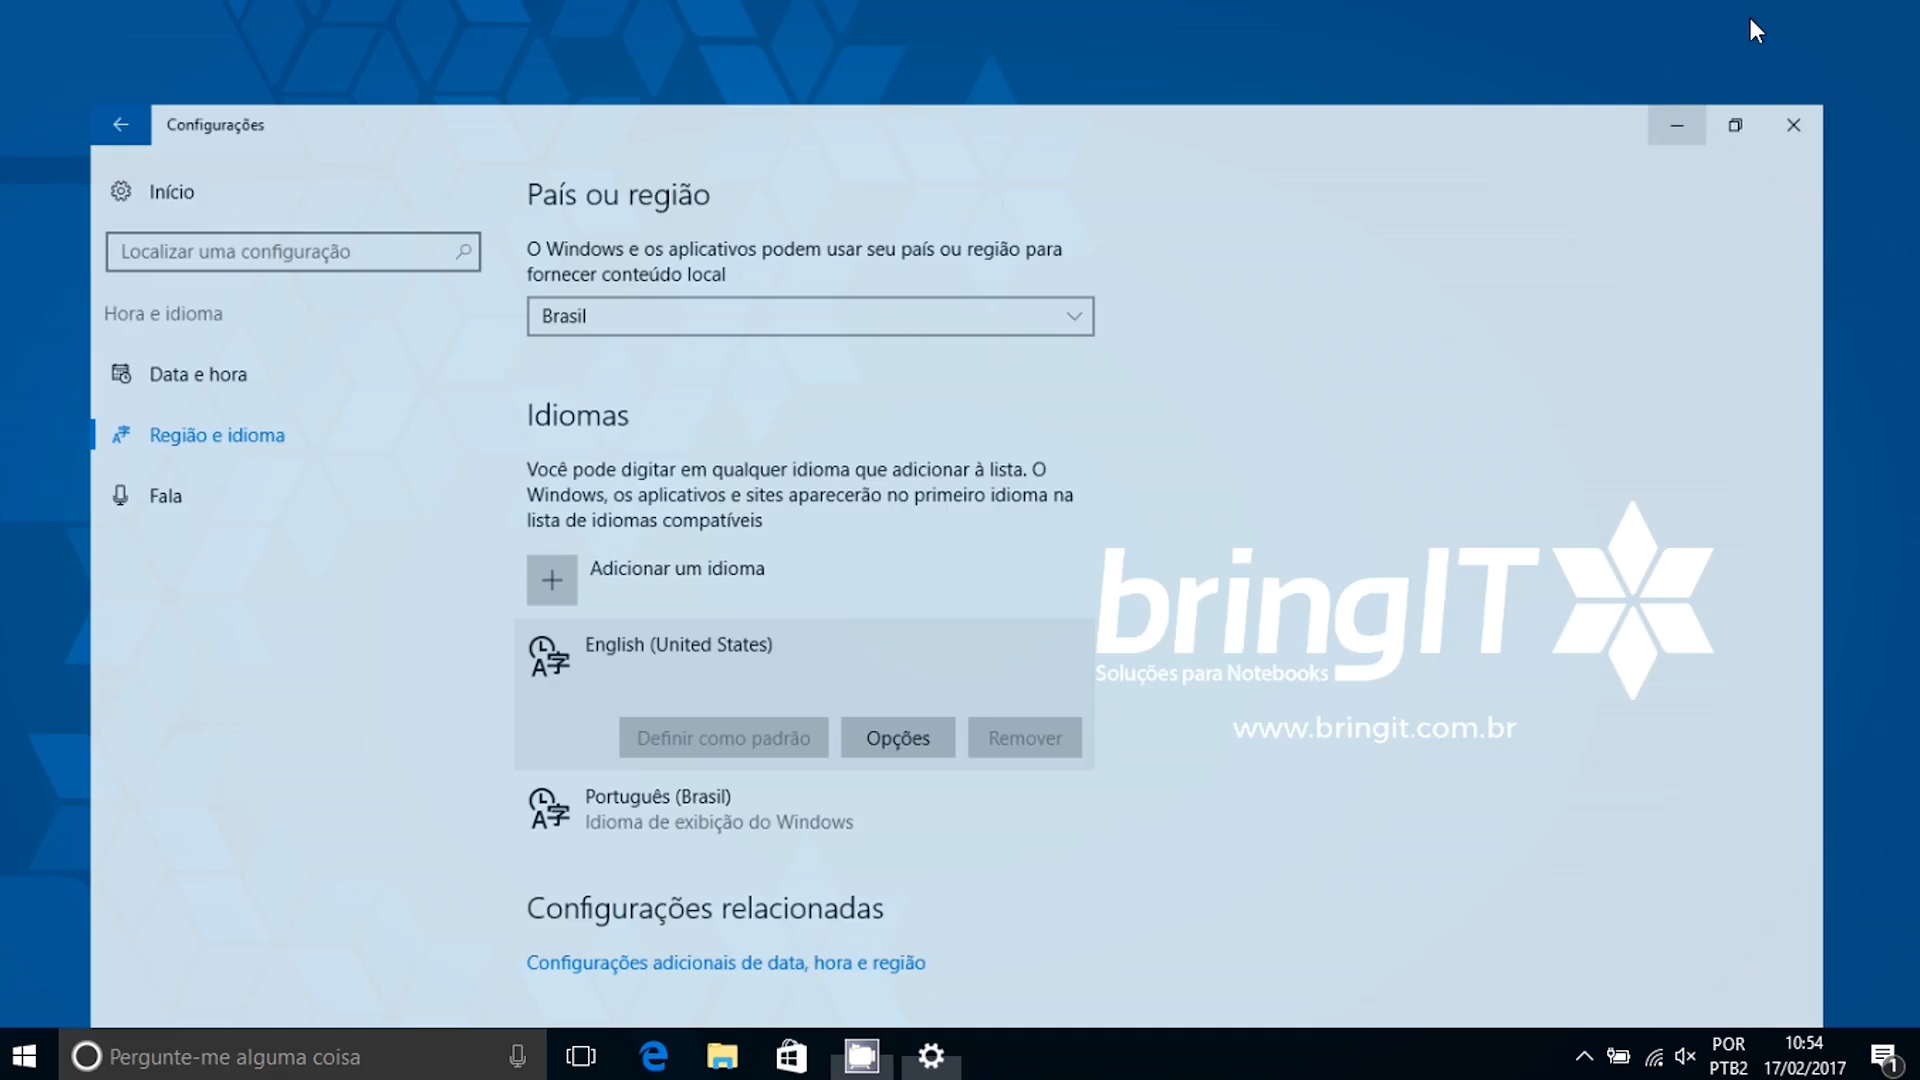 Configurações
Início
Localizar uma configuração
Hora e idioma
Data e hora
Região e idioma
Fala
País ou região
O Windows e os aplicativos podem usar seu país ou região para
fornecer conteúdo local
Brasil
Idiomas
Você pode digitar em qualquer idioma que adicionar à lista. O
Windows, os aplicativos e sites aparecerão no primeiro idioma na
lista de idiomas compatíveis
Adicionar um idioma
English (United States)
Definir como padrão
Opções
Remover
Português (Brasil)
Idioma de exibição do Windows
Configurações relacionadas
Configurações adicionais de data, hora e região
bringIT
Soluções para Notebooks
www.bringit.com.br
Pergunte-me alguma coisa
POR
PTB2
10:54
17/02/2017
1